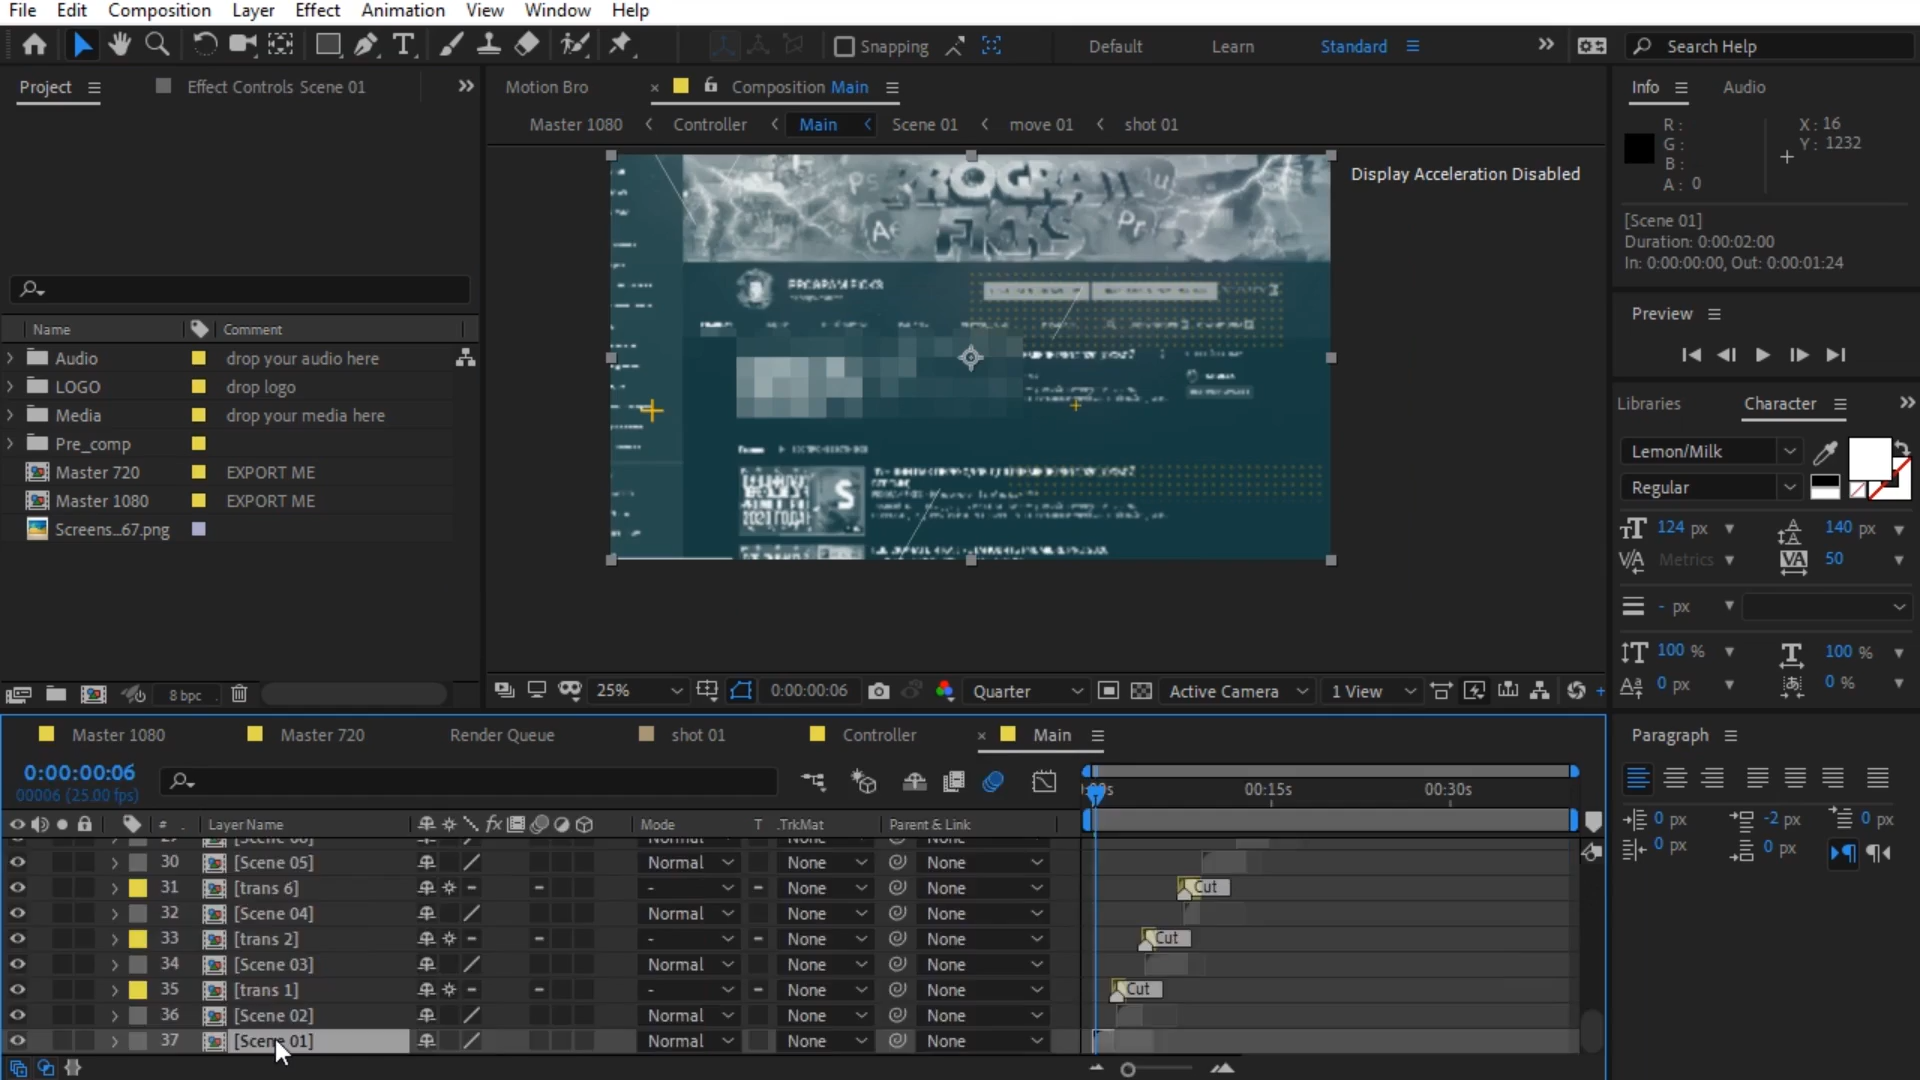 File Edit Composition Layer Effect Animation View Window Help
Snapping Default Learn Standard Search Help
Project Effect Controls Scene 01
Motion Bro Composition Main
Master 1080 Controller Main Scene 01 move 01 shot 01
Display Acceleration Disabled
PROGRAM
FICKS
Ps Ae Pr
Info Audio
R : X : 16
G : Y : 1232
B :
A : 0
[Scene 01]
Duration: 0:00:02:00
In: 0:00:00:00, Out: 0:00:01:24
Preview
Name Comment
Audio drop your audio here
LOGO drop logo
Media drop your media here
Pre_comp
Master 720 EXPORT ME
Master 1080 EXPORT ME
Screens...67.png
Libraries Character
Lemon/Milk
Regular
124 px 140 px
Metrics 50
- px
100 % 100 %
0 px 0 %
8 bpc
25% 0:00:00:06 Quarter Active Camera 1 View
Master 1080 Master 720 Render Queue shot 01 Controller Main
0:00:00:06
00006 (25.00 fps)
00:15s 00:30s
# Layer Name Mode T .TrkMat Parent & Link
30 [Scene 05] Normal None None
31 [trans 6] - None None Cut
32 [Scene 04] Normal None None
33 [trans 2] - None None Cut
34 [Scene 03] Normal None None
35 [trans 1] - None None Cut
36 [Scene 02] Normal None None
37 [Scene 01] Normal None None
Paragraph
0 px -2 px 0 px
0 px 0 px